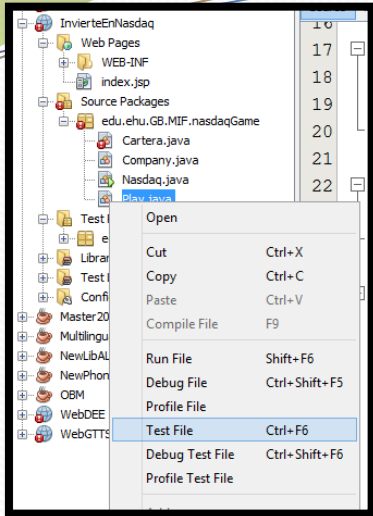 InvierteEnNasdaq
Web Pages
WEB-INF
index.jsp
Source Packages
edu.ehu.GB.MIF.nasdaqGame
Cartera.java
Company.java
Nasdaq.java
Play.java
Test
e
Librar
Test
Confi
Master20
Multilingu
NewLibAL
NewPhon
OBM
WebDEE
WebGTTS
16
17
18
19
20
21
22
Open
Cut Ctrl+X
Copy Ctrl+C
Paste Ctrl+V
Compile File F9
Run File Shift+F6
Debug File Ctrl+Shift+F5
Profile File
Test File Ctrl+F6
Debug Test File Ctrl+Shift+F6
Profile Test File